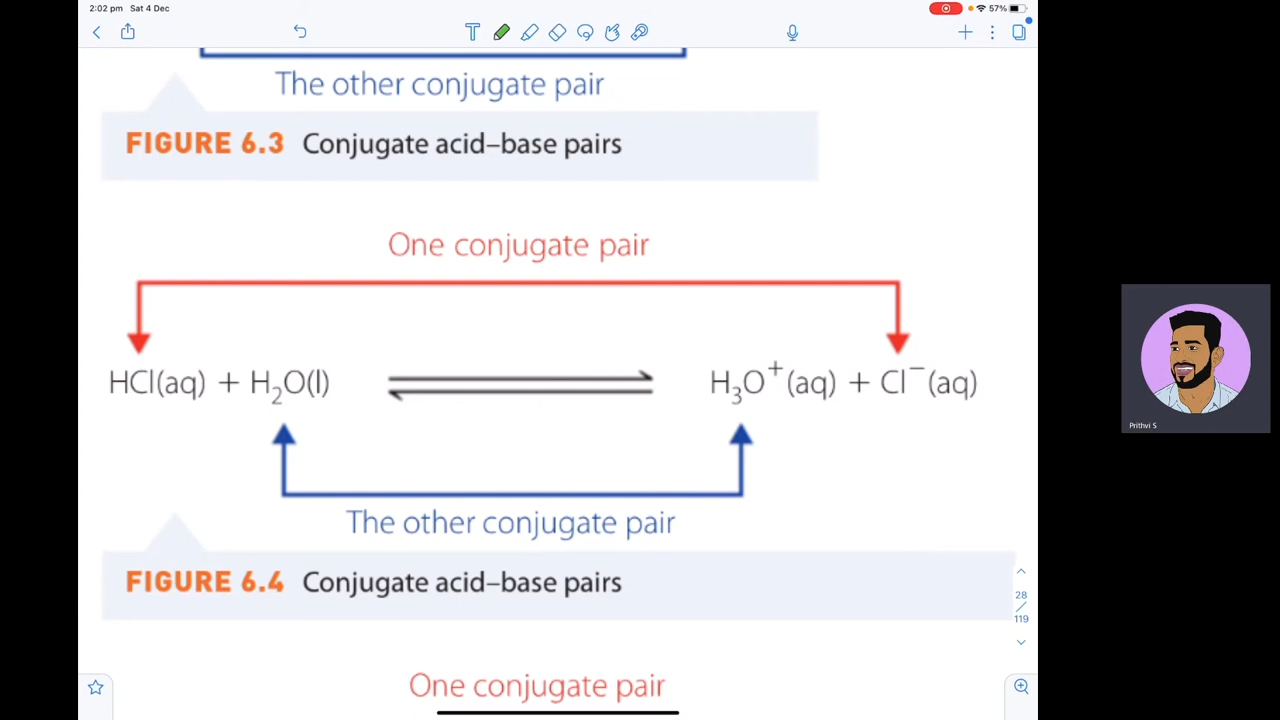 2:02 pm Sat 4 Dec
57%
T
The other conjugate pair
FIGURE 6.3 Conjugate acid–base pairs
One conjugate pair
HCl(aq) + H₂O(l) ⇌ H₃O⁺(aq) + Cl⁻(aq)
The other conjugate pair
FIGURE 6.4 Conjugate acid–base pairs
28
/
119
One conjugate pair
Prithvi S